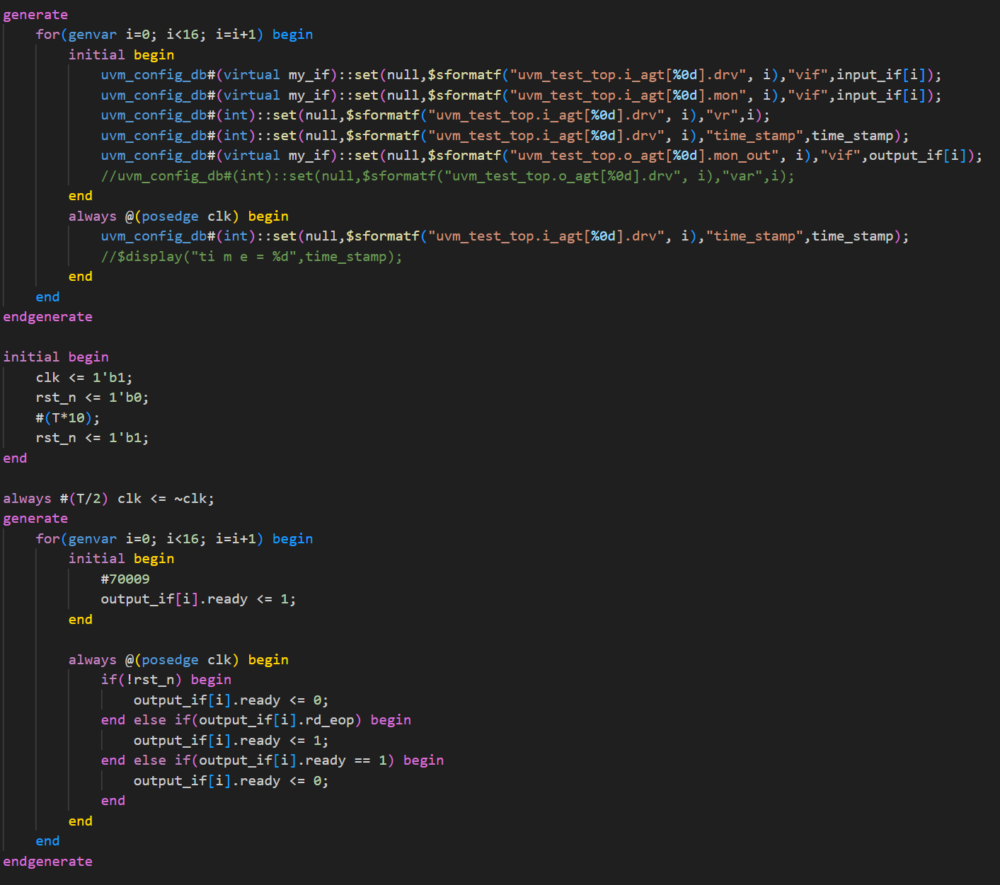 generate
    for(genvar i=0; i<16; i=i+1) begin
        initial begin
            uvm_config_db#(virtual my_if)::set(null,$sformatf("uvm_test_top.i_agt[%0d].drv", i),"vif",input_if[i]);
            uvm_config_db#(virtual my_if)::set(null,$sformatf("uvm_test_top.i_agt[%0d].mon", i),"vif",input_if[i]);
            uvm_config_db#(int)::set(null,$sformatf("uvm_test_top.i_agt[%0d].drv", i),"vr",i);
            uvm_config_db#(int)::set(null,$sformatf("uvm_test_top.i_agt[%0d].drv", i),"time_stamp",time_stamp);
            uvm_config_db#(virtual my_if)::set(null,$sformatf("uvm_test_top.o_agt[%0d].mon_out", i),"vif",output_if[i]);
            //uvm_config_db#(int)::set(null,$sformatf("uvm_test_top.o_agt[%0d].drv", i),"var",i);
        end
        always @(posedge clk) begin
            uvm_config_db#(int)::set(null,$sformatf("uvm_test_top.i_agt[%0d].drv", i),"time_stamp",time_stamp);
            //$display("ti m e = %d",time_stamp);
        end
    end
endgenerate

initial begin
    clk <= 1'b1;
    rst_n <= 1'b0;
    #(T*10);
    rst_n <= 1'b1;
end

always #(T/2) clk <= ~clk;
generate
    for(genvar i=0; i<16; i=i+1) begin
        initial begin
            #70009
            output_if[i].ready <= 1;
        end

        always @(posedge clk) begin
            if(!rst_n) begin
                output_if[i].ready <= 0;
            end else if(output_if[i].rd_eop) begin
                output_if[i].ready <= 1;
            end else if(output_if[i].ready == 1) begin
                output_if[i].ready <= 0;
            end
        end
    end
endgenerate